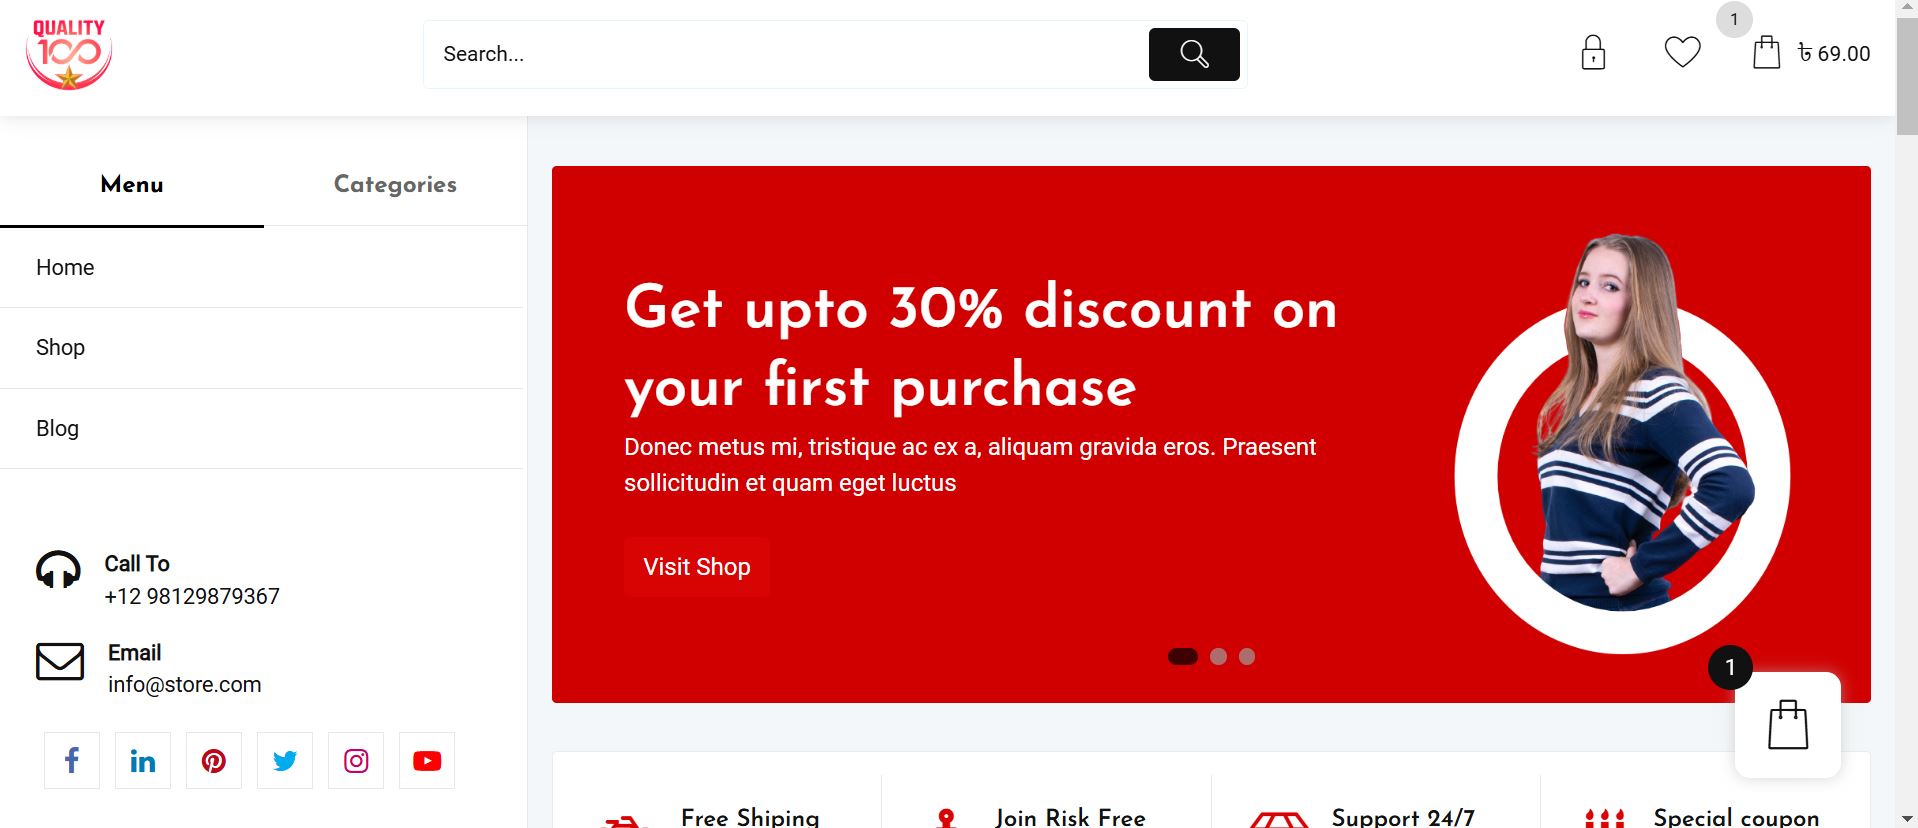 QUALITY
100
Search...
1
৳ 69.00
Menu
Categories
Home
Shop
Blog
Call To
+12 98129879367
Email
info@store.com
Get upto 30% discount on
your first purchase
Donec metus mi, tristique ac ex a, aliquam gravida eros. Praesent
sollicitudin et quam eget luctus
Visit Shop
1
Free Shiping
Join Risk Free
Support 24/7
Special coupon